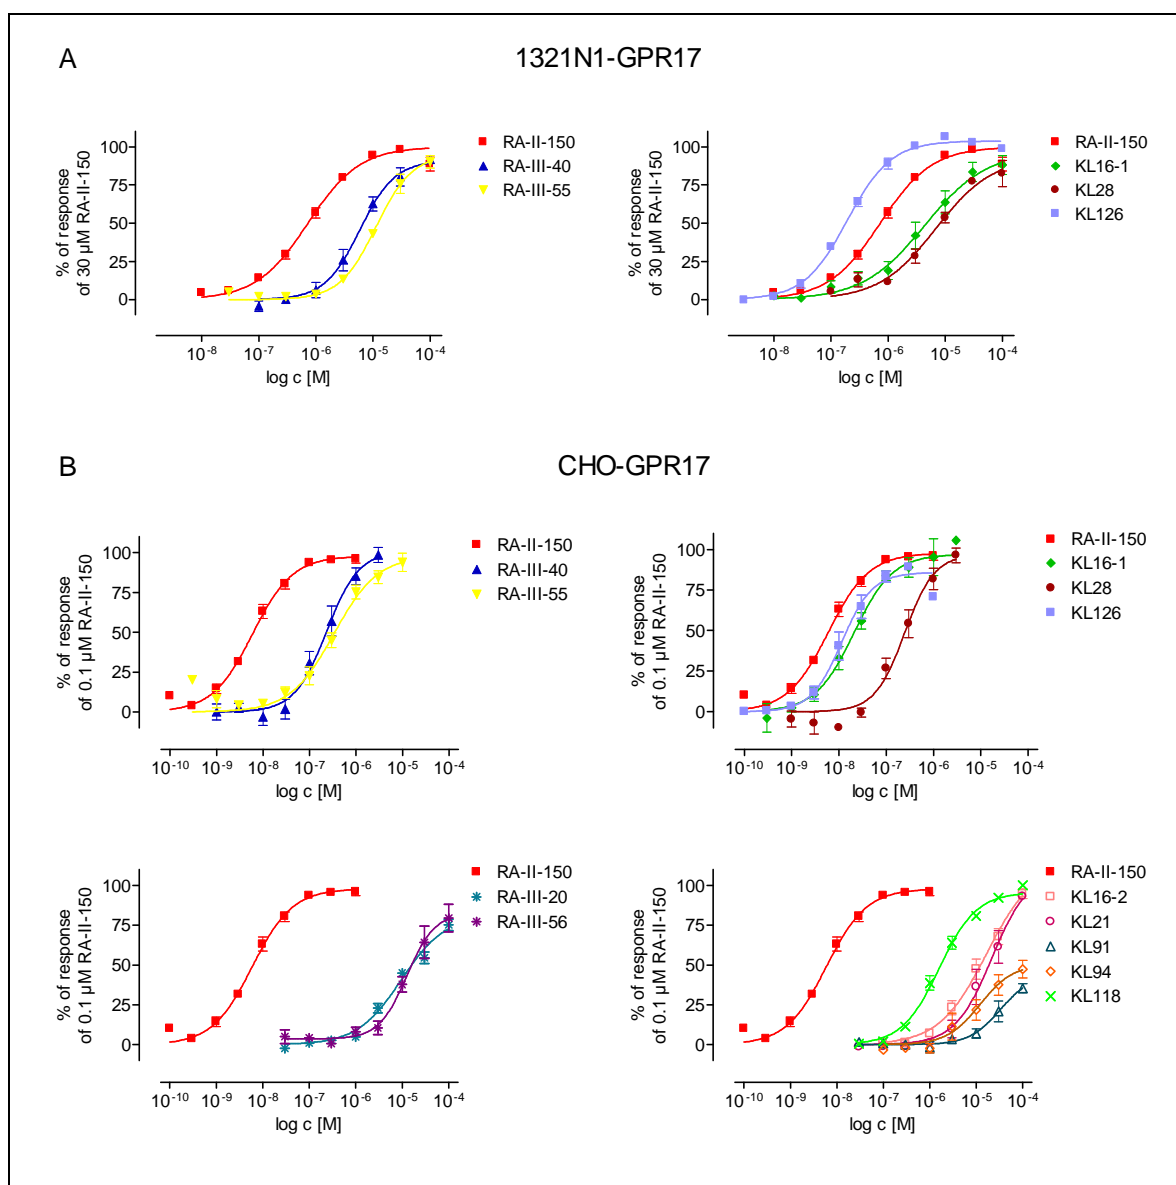 A
1321N1-GPR17
% of response
of 30 µM RA-II-150
100
75
50
25
0
10-8 10-7 10-6 10-5 10-4
log c [M]
RA-II-150
RA-III-40
RA-III-55
% of response
of 30 µM RA-II-150
100
75
50
25
0
10-8 10-7 10-6 10-5 10-4
log c [M]
RA-II-150
KL16-1
KL28
KL126
B
CHO-GPR17
% of response
of 0.1 µM RA-II-150
100
75
50
25
0
10-10 10-9 10-8 10-7 10-6 10-5 10-4
log c [M]
RA-II-150
RA-III-40
RA-III-55
% of response
of 0.1 µM RA-II-150
100
75
50
25
0
10-10 10-9 10-8 10-7 10-6 10-5 10-4
log c [M]
RA-II-150
KL16-1
KL28
KL126
% of response
of 0.1 µM RA-II-150
100
75
50
25
0
10-10 10-9 10-8 10-7 10-6 10-5 10-4
log c [M]
RA-II-150
RA-III-20
RA-III-56
% of response
of 0.1 µM RA-II-150
100
75
50
25
0
10-10 10-9 10-8 10-7 10-6 10-5 10-4
log c [M]
RA-II-150
KL16-2
KL21
KL91
KL94
KL118